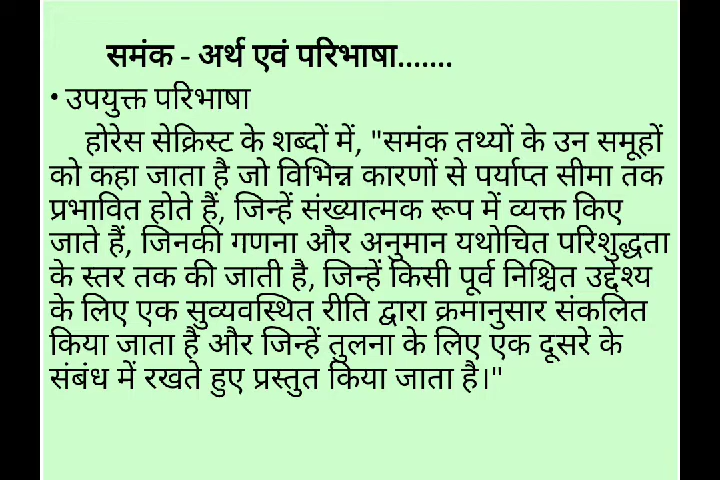 समंक - अर्थ एवं परिभाषा.......
• उपयुक्त परिभाषा
होरेस सेक्रिस्ट के शब्दों में, "समंक तथ्यों के उन समूहों
को कहा जाता है जो विभिन्न कारणों से पर्याप्त सीमा तक
प्रभावित होते हैं, जिन्हें संख्यात्मक रूप में व्यक्त किए
जाते हैं, जिनकी गणना और अनुमान यथोचित परिशुद्धता
के स्तर तक की जाती है, जिन्हें किसी पूर्व निश्चित उद्देश्य
के लिए एक सुव्यवस्थित रीति द्वारा क्रमानुसार संकलित
किया जाता है और जिन्हें तुलना के लिए एक दूसरे के
संबंध में रखते हुए प्रस्तुत किया जाता है।"